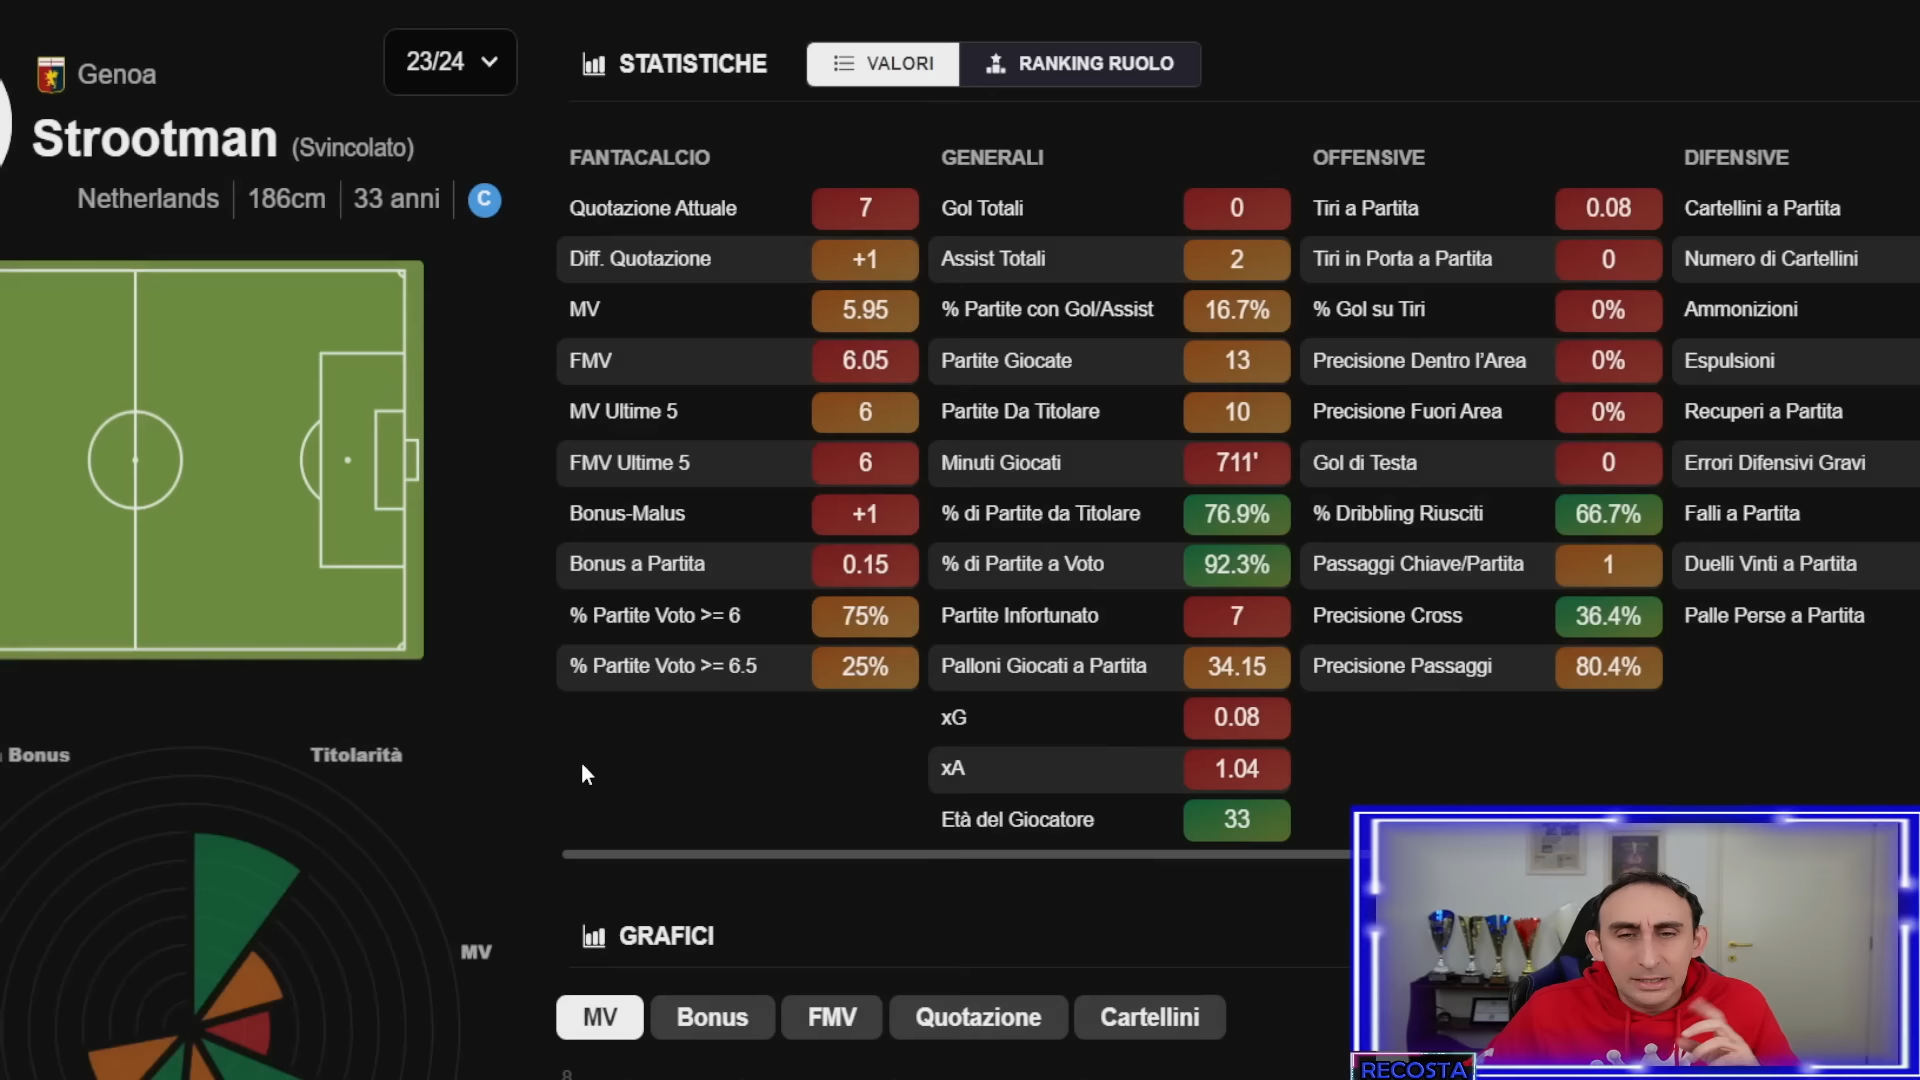 Genoa
23/24
Strootman (Svincolato)
Netherlands 186cm 33 anni C
STATISTICHE
VALORI
RANKING RUOLO
FANTACALCIO
Quotazione Attuale 7
Diff. Quotazione +1
MV 5.95
FMV 6.05
MV Ultime 5 6
FMV Ultime 5 6
Bonus-Malus +1
Bonus a Partita 0.15
% Partite Voto >= 6 75%
% Partite Voto >= 6.5 25%
GENERALI
Gol Totali 0
Assist Totali 2
% Partite con Gol/Assist 16.7%
Partite Giocate 13
Partite Da Titolare 10
Minuti Giocati 711'
% di Partite da Titolare 76.9%
% di Partite a Voto 92.3%
Partite Infortunato 7
Palloni Giocati a Partita 34.15
xG 0.08
xA 1.04
Età del Giocatore 33
OFFENSIVE
Tiri a Partita 0.08
Tiri in Porta a Partita 0
% Gol su Tiri 0%
Precisione Dentro l'Area 0%
Precisione Fuori Area 0%
Gol di Testa 0
% Dribbling Riusciti 66.7%
Passaggi Chiave/Partita 1
Precisione Cross 36.4%
Precisione Passaggi 80.4%
DIFENSIVE
Cartellini a Partita
Numero di Cartellini
Ammonizioni
Espulsioni
Recuperi a Partita
Errori Difensivi Gravi
Falli a Partita
Duelli Vinti a Partita
Palle Perse a Partita
Bonus
Titolarità
MV
GRAFICI
MV Bonus FMV Quotazione Cartellini
8
RECOSTA